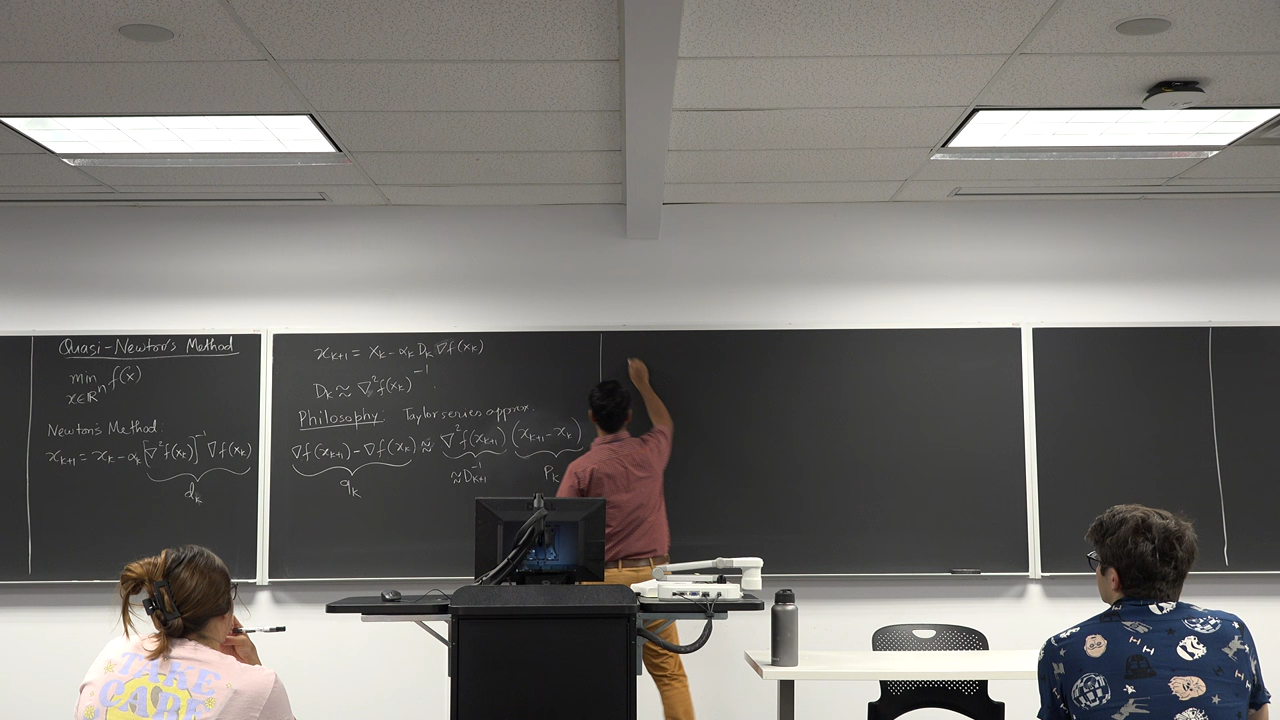 Quasi-Newton's Method
min f(x)
x∈ℝⁿ
Newton's Method:
x_{k+1} = x_k - α_k [∇²f(x_k)]⁻¹ ∇f(x_k)
d_k
x_{k+1} = x_k - α_k D_k ∇f(x_k)
D_k ≈ ∇²f(x_k)⁻¹.
Philosophy: Taylor series approx.
∇f(x_{k+1}) - ∇f(x_k) ≈ ∇²f(x_{k+1}) (x_{k+1} - x_k)
q_k ≈ D_{k+1}⁻¹ P_k
TAKE
CARE